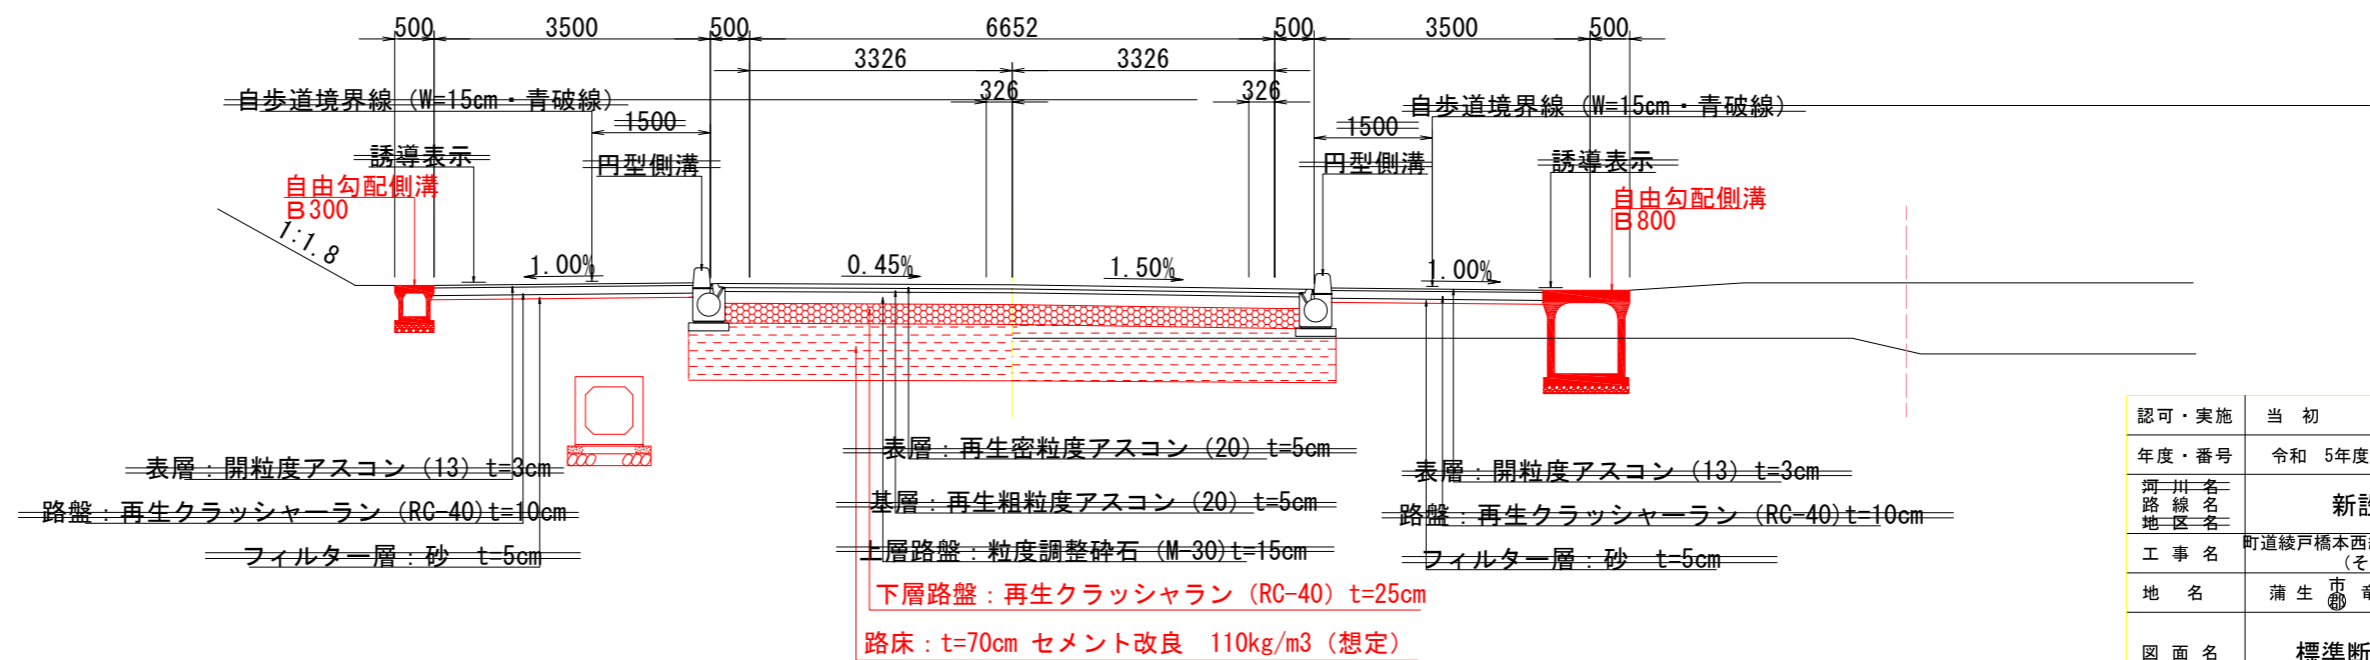 500 3500 500 6652 500 3500 500
3326 3326
326 326
自歩道境界線 (W=15cm・青破線)
自歩道境界線 (W=15cm・青破線)
1500
1500
誘導表示
円型側溝
円型側溝
誘導表示
自由勾配側溝
B300
自由勾配側溝
B800
1:1.8
1.00%
0.45%
1.50%
1.00%
表層：開粒度アスコン (13) t=3cm
路盤：再生クラッシャーラン (RC-40)t=10cm
フィルター層：砂 t=5cm
表層：再生密粒度アスコン (20) t=5cm
基層：再生粗粒度アスコン (20) t=5cm
上層路盤：粒度調整砕石 (M-30)t=15cm
下層路盤：再生クラッシャラン (RC-40) t=25cm
路床：t=70cm セメント改良 110kg/m3 (想定)
表層：開粒度アスコン (13) t=3cm
路盤：再生クラッシャーラン (RC-40)t=10cm
フィルター層：砂 t=5cm
認可・実施 当 初
年度・番号 令和 5年度
河 川 名
路 線 名 新設
地 区 名
工 事 名 町道綾戸橋本西
(そ
地 名 蒲 生 市 郡 竜
図 面 名 標準断